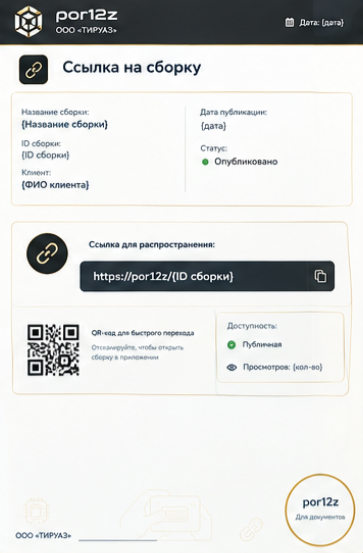 por12z
ООО «ТИРУАЗ»
Дата: {дата}
Ссылка на сборку
Название сборки:
{Название сборки}
ID сборки:
{ID сборки}
Клиент:
{ФИО клиента}
Дата публикации:
{дата}
Статус:
Опубликовано
Ссылка для распространения:
https://por12z/{ID сборки}
QR-код для быстрого перехода
Отсканируйте, чтобы открыть
сборку в приложении
Доступность:
Публичная
Просмотров: {кол-во}
por12z
Для документов
ООО «ТИРУАЗ»